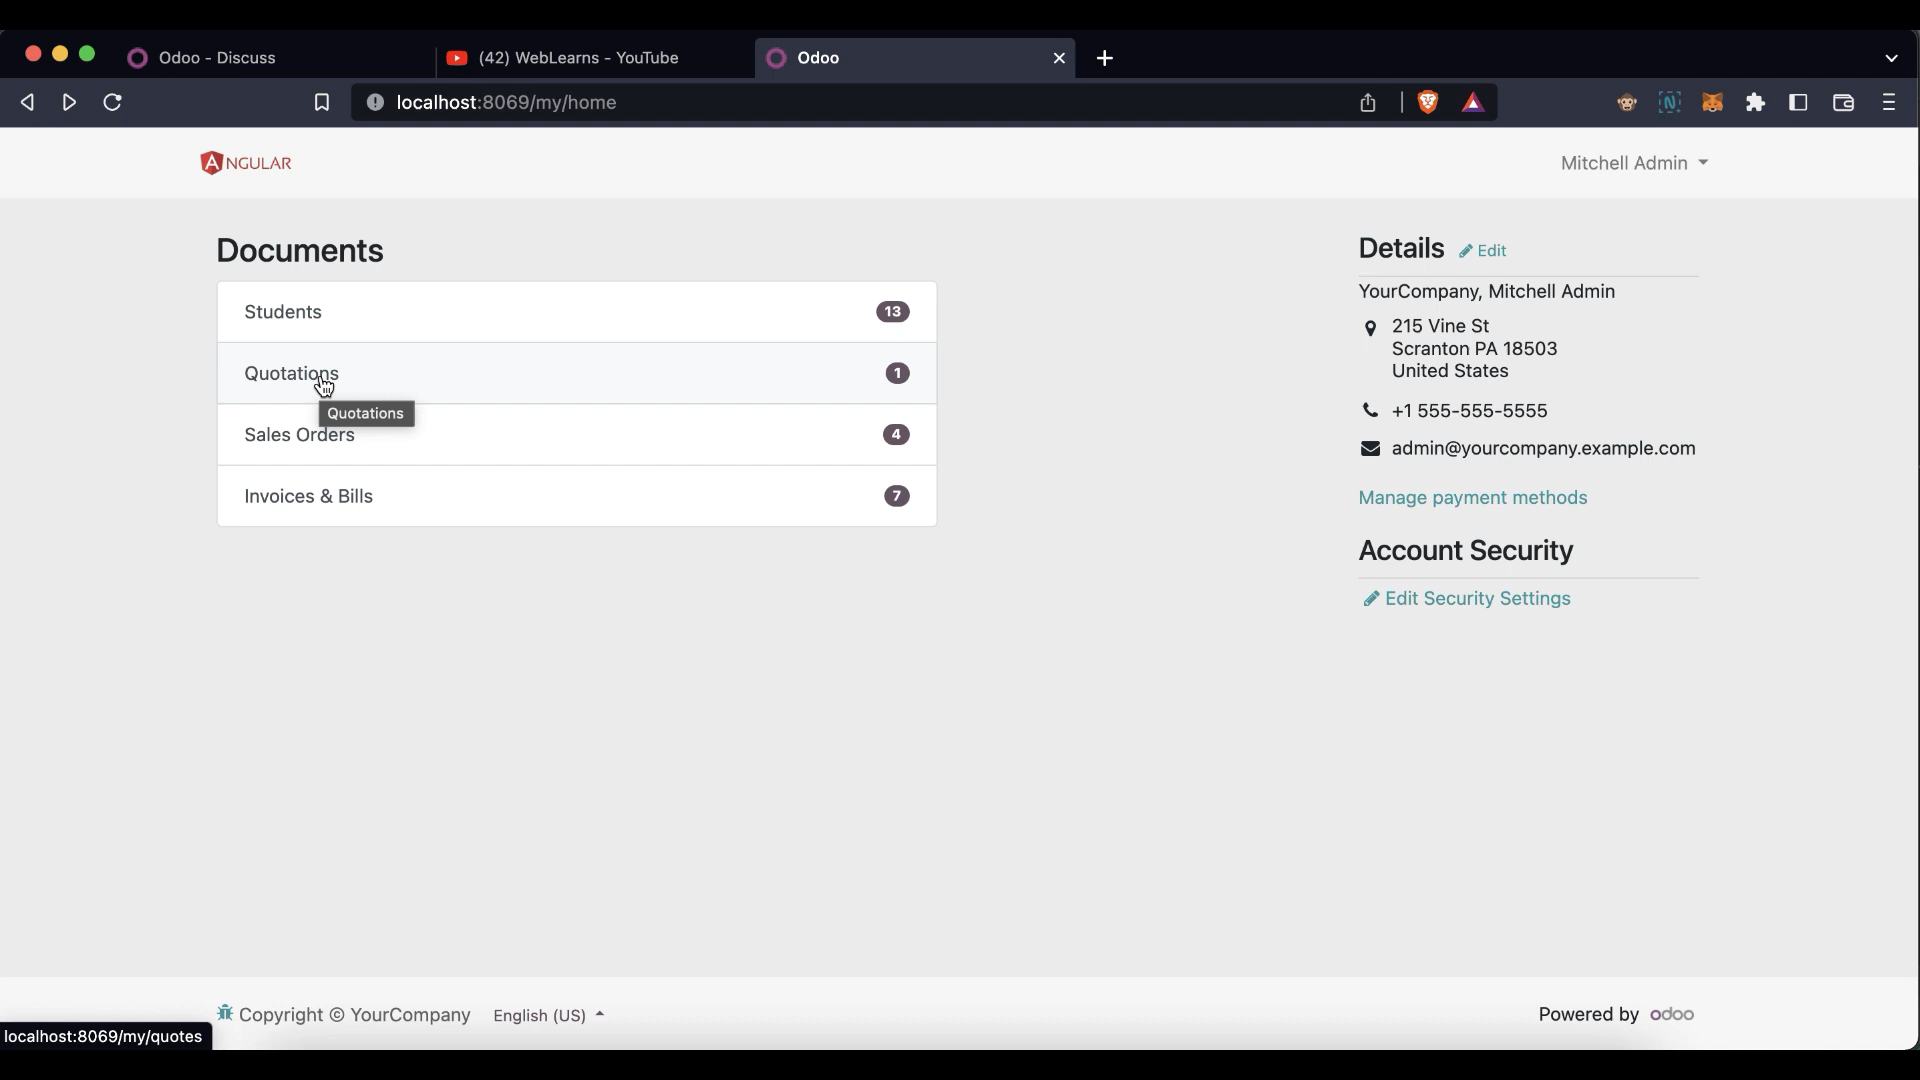 Odoo - Discuss
(42) WebLearns - YouTube
Odoo
localhost:8069/my/home
ANGULAR
Mitchell Admin
Documents
Students 13
Quotations 1
Quotations
Sales Orders 4
Invoices & Bills 7
Details Edit
YourCompany, Mitchell Admin
215 Vine St
Scranton PA 18503
United States
+1 555-555-5555
admin@yourcompany.example.com
Manage payment methods
Account Security
Edit Security Settings
Copyright © YourCompany English (US)
Powered by odoo
localhost:8069/my/quotes